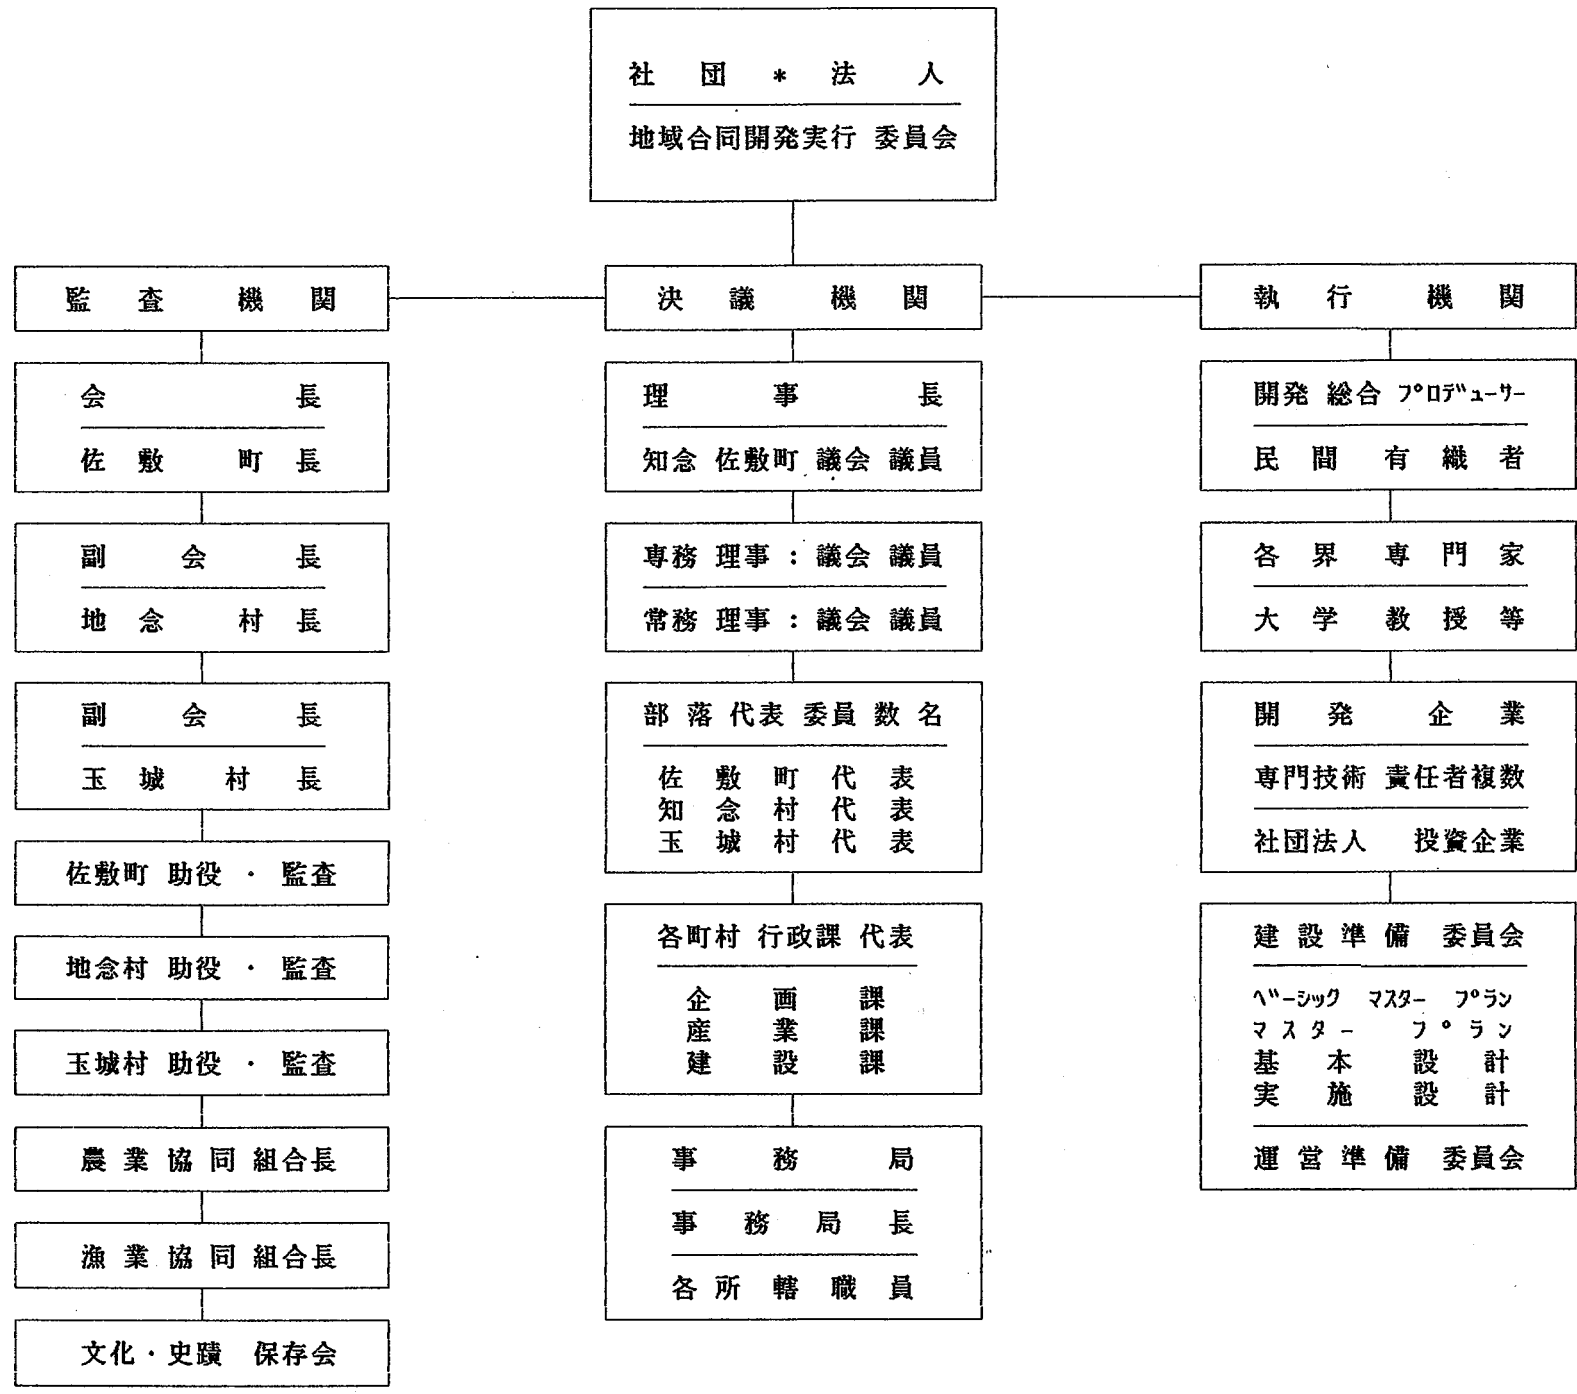 社団*法人
地域合同開発実行 委員会
監査機関
会長
佐敷町長
副会長
地念村長
副会長
玉城村長
佐敷町 助役・監査
地念村 助役・監査
玉城村 助役・監査
農業協同組合長
漁業協同組合長
文化・史蹟 保存会
決議機関
理事長
知念 佐敷町 議会 議員
専務 理事：議会 議員
常務 理事：議会 議員
部落代表 委員数名
佐敷町代表
知念村代表
玉城村代表
各町村 行政課 代表
企画課
産業課
建設課
事務局
事務局長
各所轄職員
執行機関
開発 総合 ﾌﾟﾛﾃﾞｭｰｻｰ
民間有織者
各界専門家
大学教授等
開発企業
専門技術 責任者複数
社団法人 投資企業
建設準備 委員会
ﾍﾞｰｼｯｸ ﾏｽﾀｰ ﾌﾟﾗﾝ
ﾏｽﾀｰ ﾌﾟﾗﾝ
基本設計
実施設計
運営準備 委員会